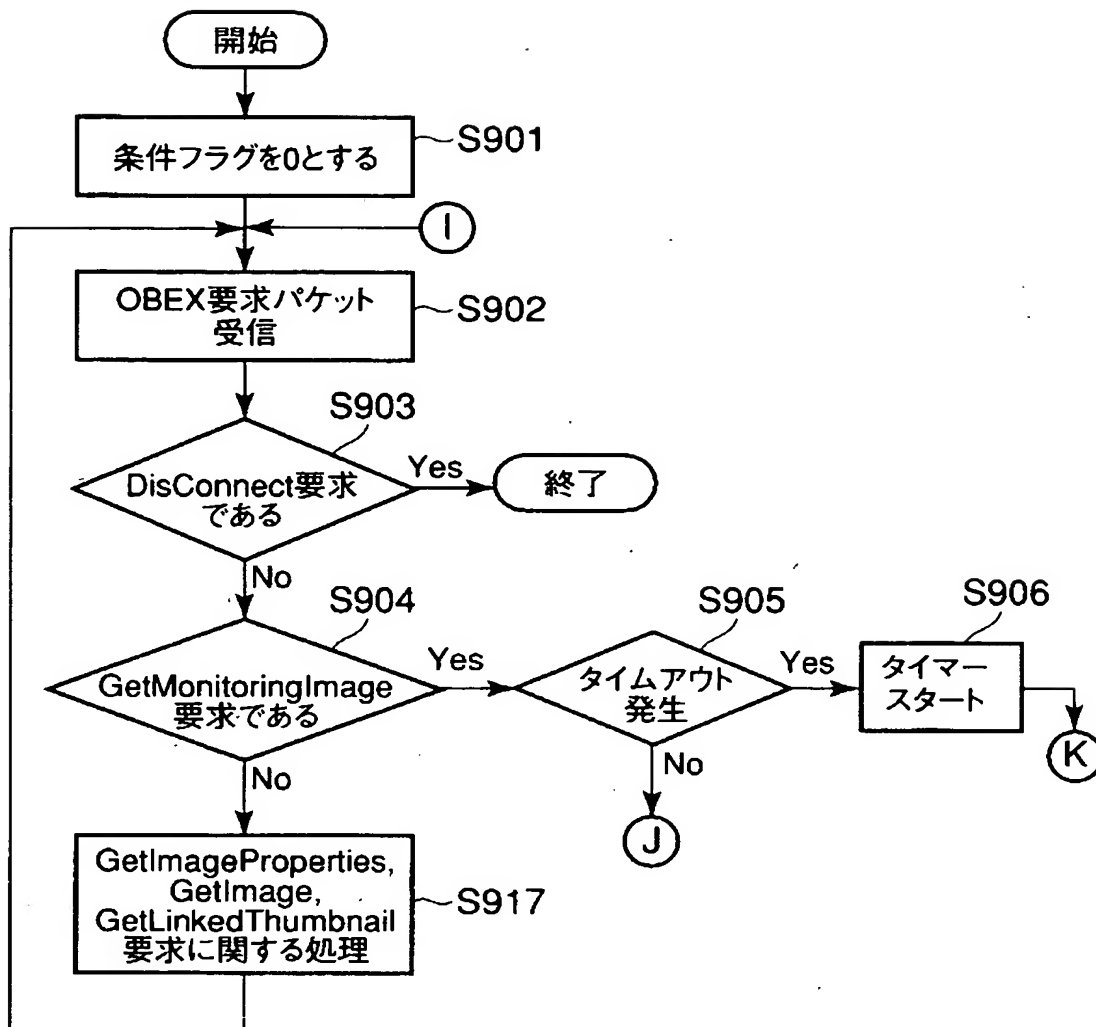 開始
条件フラグを0とする
S901
I
OBEX要求パケット
受信
S902
S903
DisConnect要求
である
Yes
終了
No
S904
GetMonitoringImage
要求である
Yes
S905
タイムアウト
発生
Yes
S906
タイマー
スタート
K
No
J
No
GetImageProperties,
GetImage,
GetLinkedThumbnail
要求に関する処理
S917